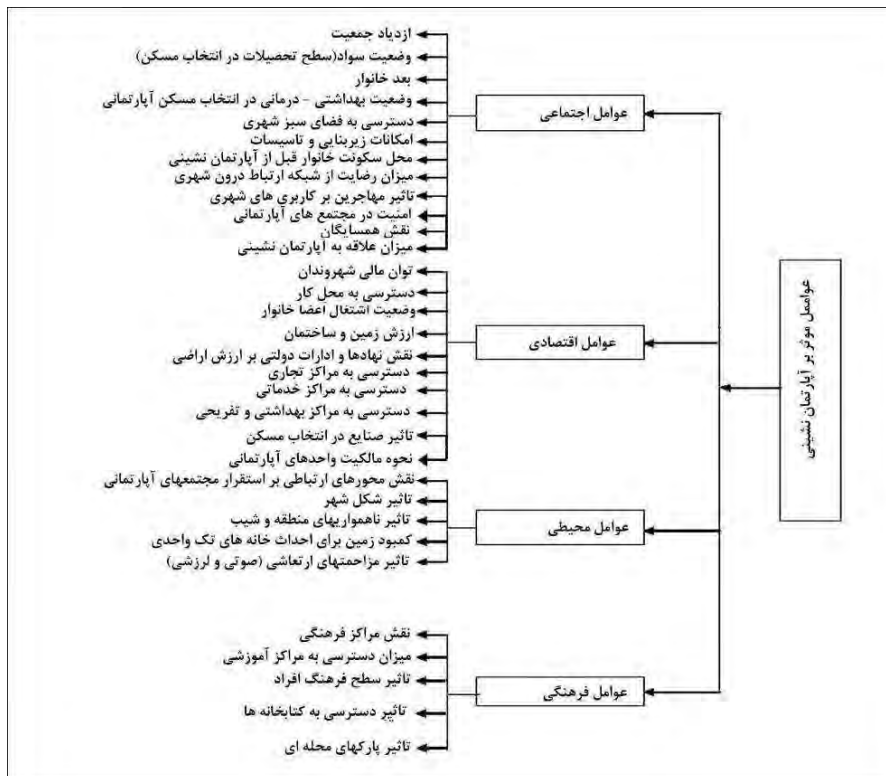 عواممل موثر بر آپارتمان نشینی
عوامل اجتماعی
ازدیاد جمعیت
وضعیت سواد(سطح تحصیلات در انتخاب مسکن)
بعد خانوار
وضعیت بهداشتی - درمانی در انتخاب مسکن آپارتمانی
دسترسی به فضای سبز شهری
امکانات زیربنایی و تاسیسات
محل سکونت خانوار قبل از آپارتمان نشینی
میزان رضایت از شبکه ارتباط درون شهری
تاثیر مهاجرین بر کاربری های شهری
امنیت در مجتمع های آپارتمانی
نقش همسایگان
میزان علاقه به آپارتمان نشینی
عوامل اقتصادی
توان مالی شهروندان
دسترسی به محل کار
وضعیت اشتغال اعضا خانوار
ارزش زمین و ساختمان
نقش نهادها و ادارات دولتی بر ارزش اراضی
دسترسی به مراکز تجاری
دسترسی به مراکز خدماتی
دسترسی به مراکز بهداشتی و تفریحی
تاثیر صنایع در انتخاب مسکن
نحوه مالکیت واحدهای آپارتمانی
عوامل محیطی
نقش محورهای ارتباطی بر استقرار مجتمعهای آپارتمانی
تاثیر شکل شهر
تاثیر ناهمواریهای منطقه و شیب
کمبود زمین برای احداث خانه های تک واحدی
تاثیر مزاحمتهای ارتعاشی (صوتی و لرزشی)
عوامل فرهنگی
نقش مراکز فرهنگی
میزان دسترسی به مراکز آموزشی
تاثیر سطح فرهنگ افراد
تاثیر دسترسی به کتابخانه ها
تاثیر پارکهای محله ای